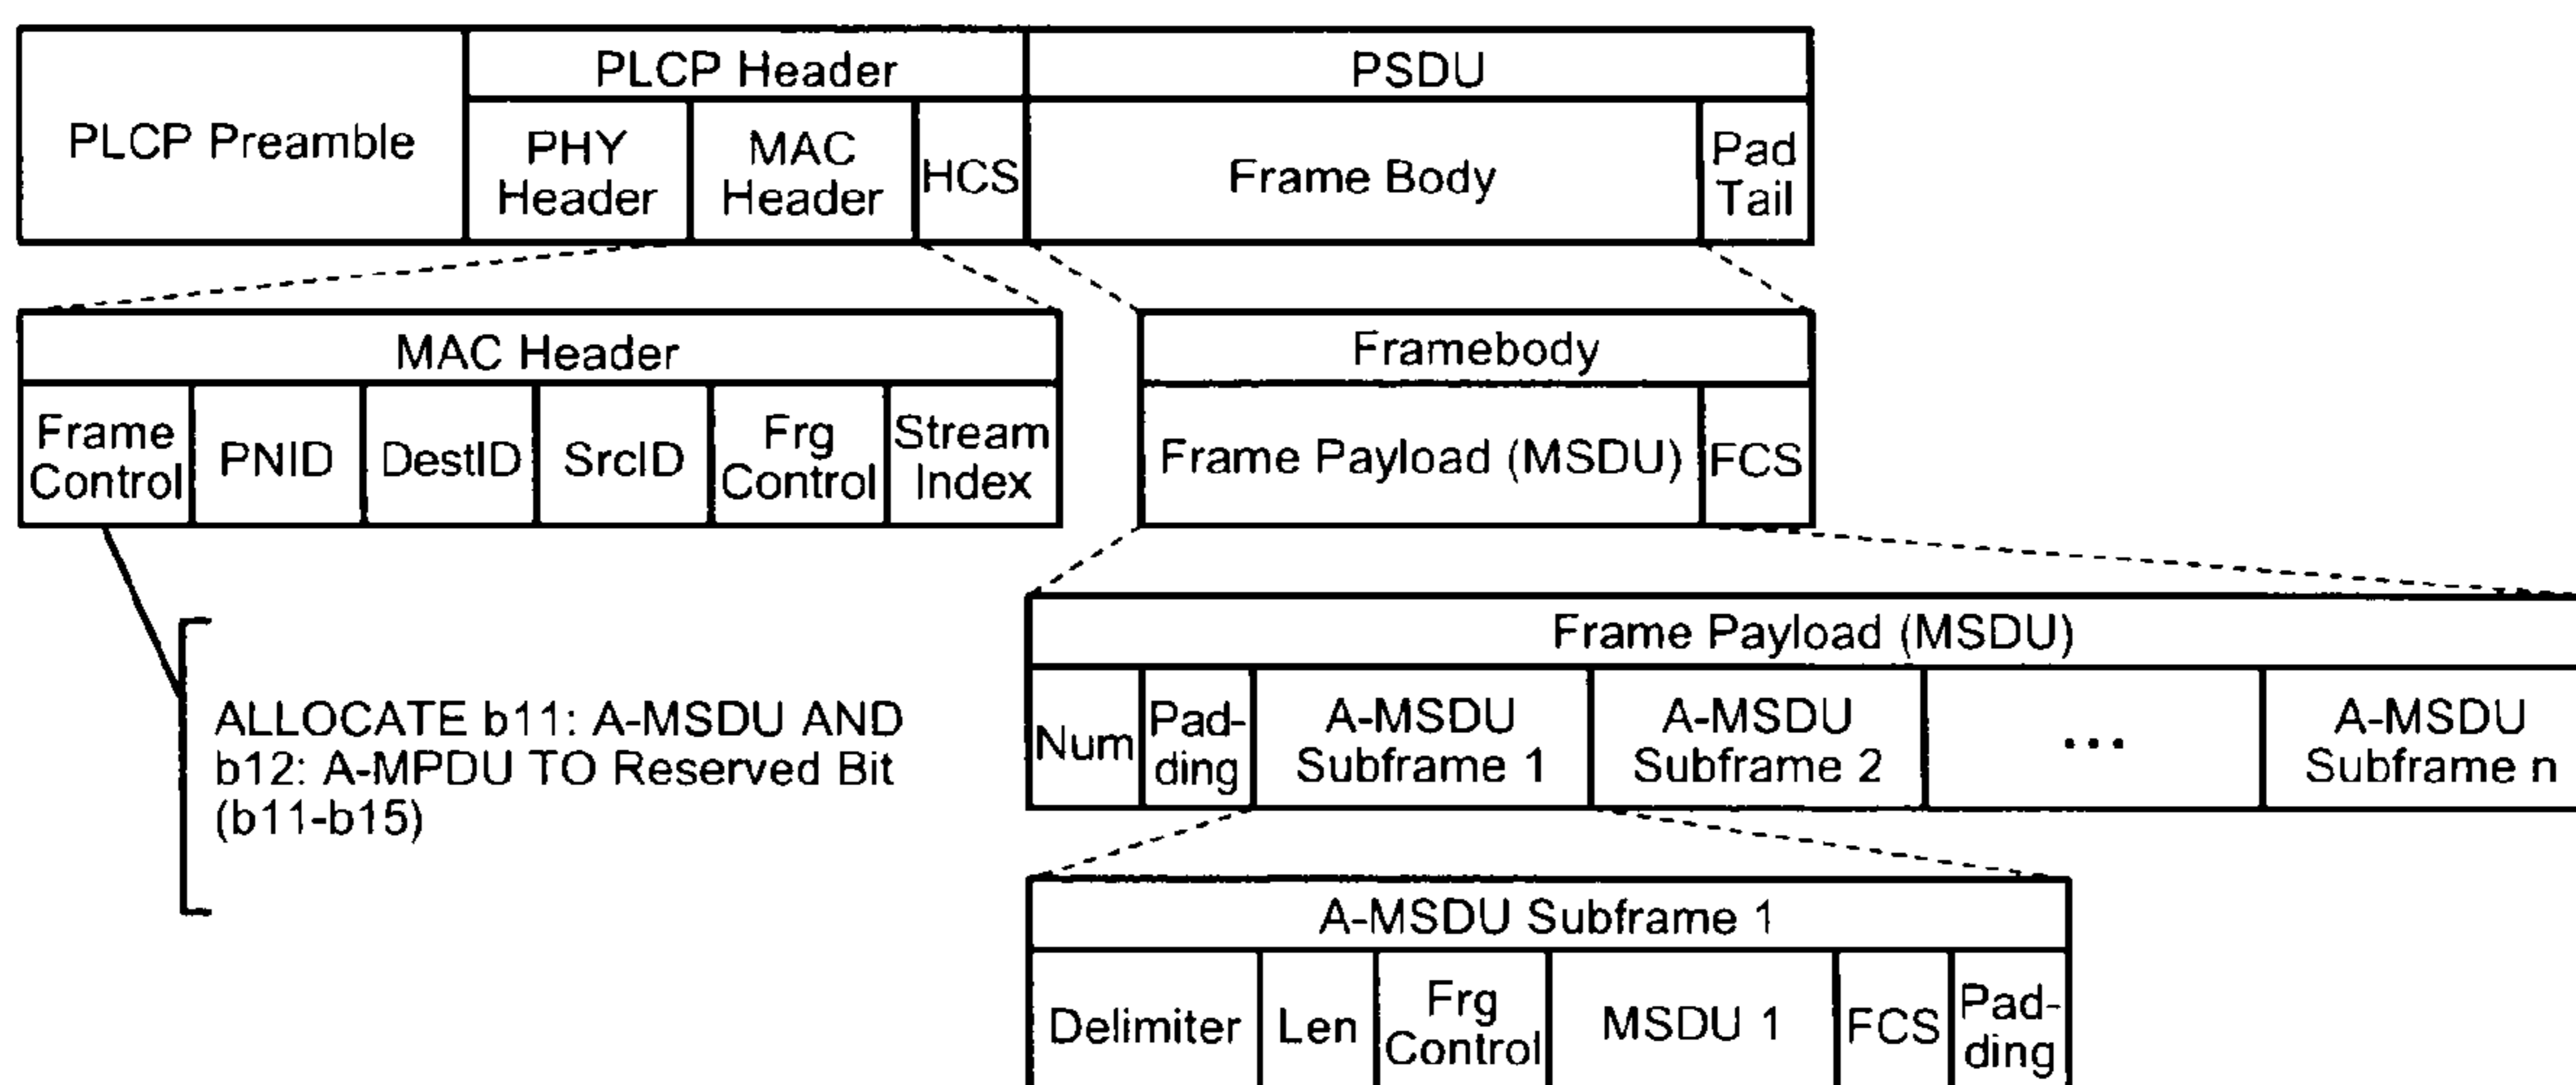 PLCP Preamble
PLCP Header
PSDU
PHY
Header
MAC
Header
HCS
Frame Body
Pad
Tail
MAC Header
Frame
Control
PNID
DestID
SrcID
Frg
Control
Stream
Index
Framebody
Frame Payload (MSDU)
FCS
ALLOCATE b11: A-MSDU AND
b12: A-MPDU TO Reserved Bit
(b11-b15)
Frame Payload (MSDU)
Num
Pad-
ding
A-MSDU
Subframe 1
A-MSDU
Subframe 2
...
A-MSDU
Subframe n
A-MSDU Subframe 1
Delimiter
Len
Frg
Control
MSDU 1
FCS
Pad-
ding